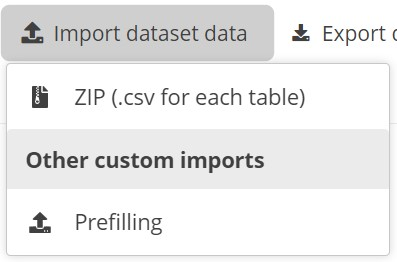 Import dataset data
Export
ZIP (.csv for each table)
Other custom imports
Prefilling